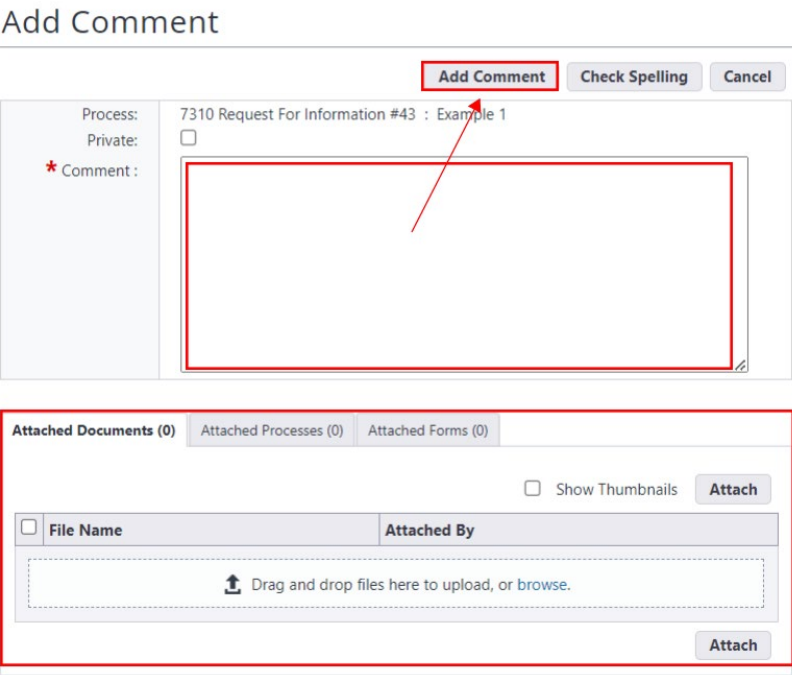 Add Comment
Add Comment Check Spelling Cancel
Process: 7310 Request For Information #43 : Example 1
Private:
* Comment :
Attached Documents (0) Attached Processes (0) Attached Forms (0)
Show Thumbnails Attach
File Name Attached By
Drag and drop files here to upload, or browse.
Attach